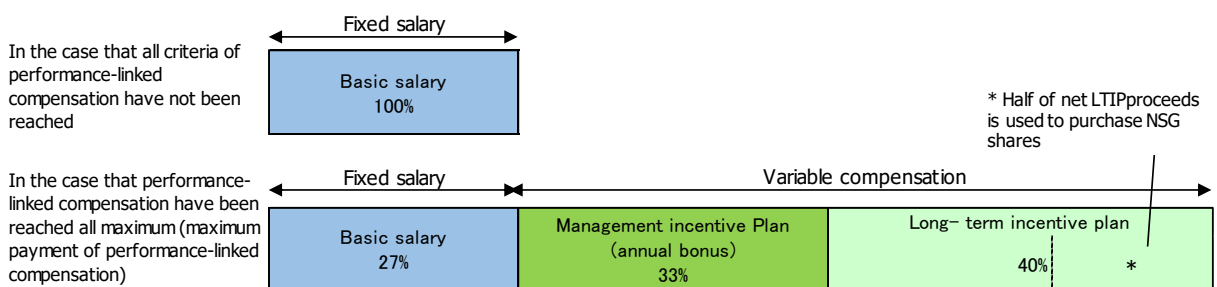 Fixed salary
In the case that all criteria of
performance-linked
compensation have not been
reached
Basic salary
100%
* Half of net LTIPproceeds
is used to purchase NSG
shares
In the case that performance-
linked compensation have been
reached all maximum (maximum
payment of performance-linked
compensation)
Fixed salary
Variable compensation
Basic salary
27%
Management incentive Plan
(annual bonus)
33%
Long- term incentive plan
40%
*